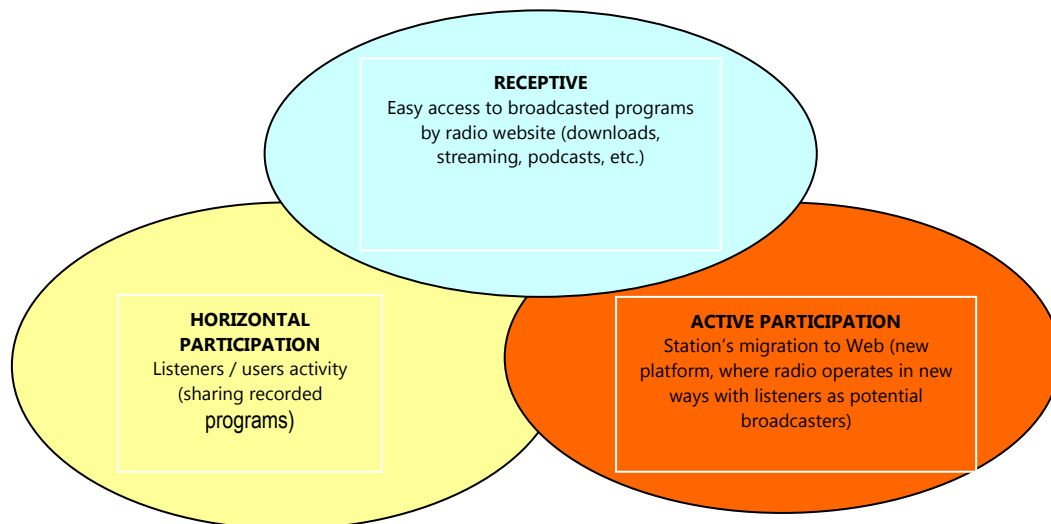 RECEPTIVE
Easy access to broadcasted programs
by radio website (downloads,
streaming, podcasts, etc.)
HORIZONTAL
PARTICIPATION
Listeners / users activity
(sharing recorded
programs)
ACTIVE PARTICIPATION
Station’s migration to Web (new
platform, where radio operates in new
ways with listeners as potential
broadcasters)